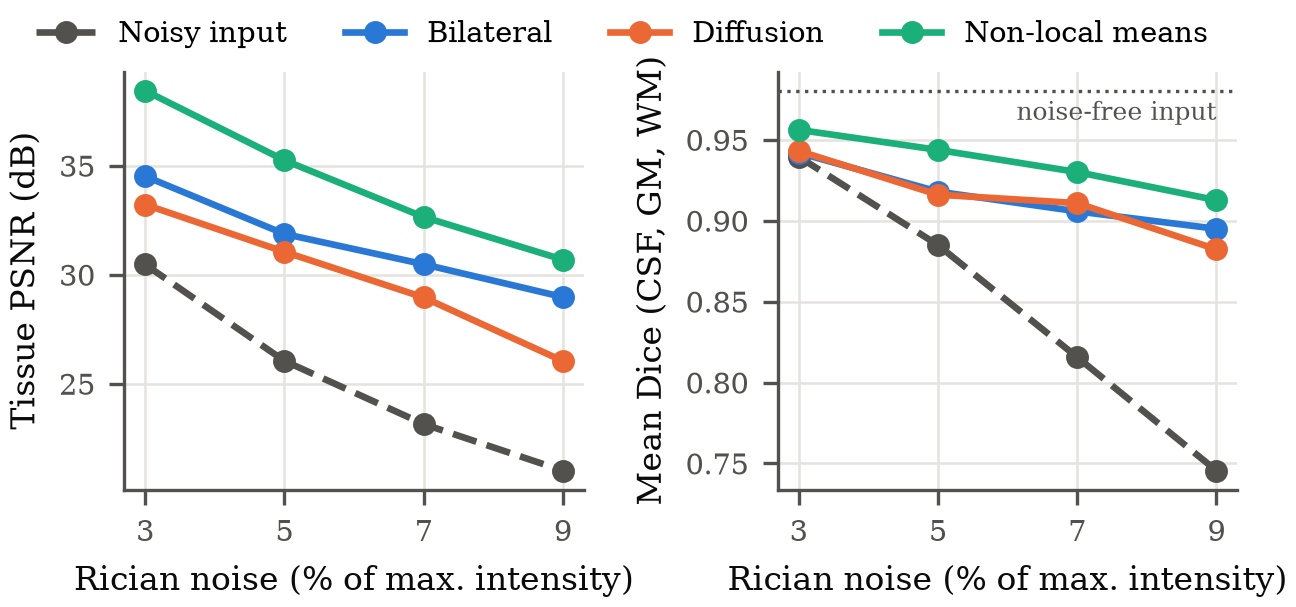 Noisy input Bilateral Diffusion Non-local means
Tissue PSNR (dB)
35
30
25
3 5 7 9
Rician noise (% of max. intensity)
Mean Dice (CSF, GM, WM)
noise-free input
0.95
0.90
0.85
0.80
0.75
3 5 7 9
Rician noise (% of max. intensity)